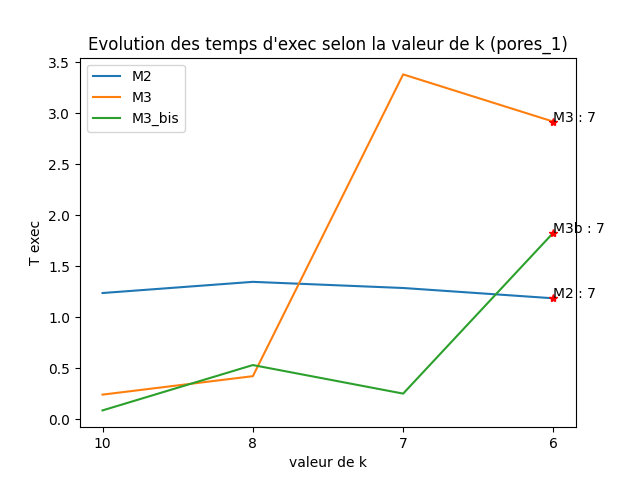 Evolution des temps d'exec selon la valeur de k (pores_1)
M2
M3
M3_bis
3.5
3.0
2.5
2.0
1.5
1.0
0.5
0.0
T exec
M3 : 7
M3b : 7
M2 : 7
10
8
7
6
valeur de k